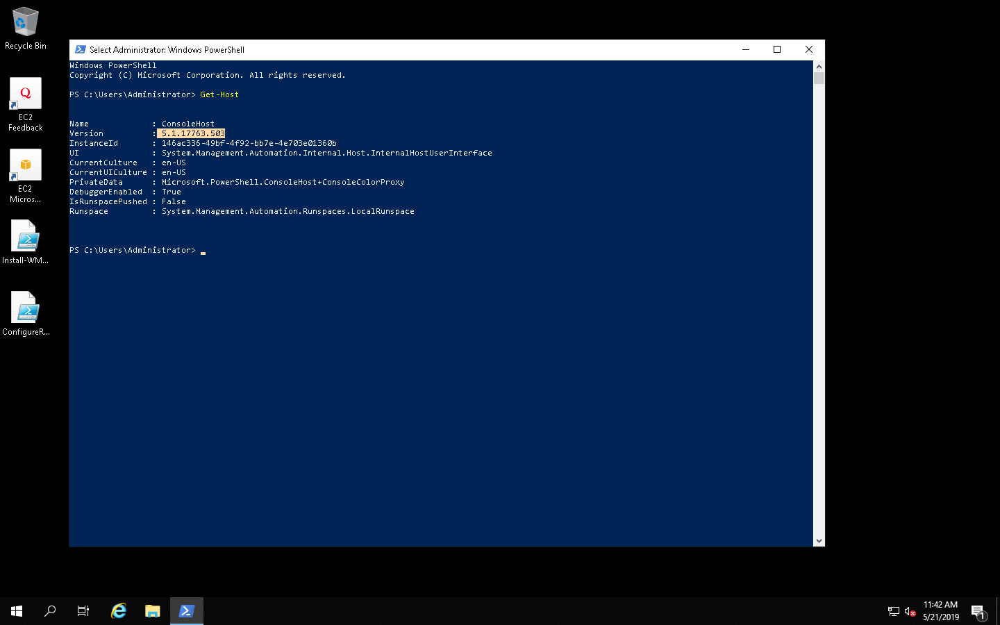 Recycle Bin
EC2
Feedback
EC2
Micros...
Install-WM...
ConfigureR...
Select Administrator: Windows PowerShell
Windows PowerShell
Copyright (C) Microsoft Corporation. All rights reserved.
PS C:\Users\Administrator> Get-Host
Name : ConsoleHost
Version : 5.1.17763.503
InstanceId : 146ac336-49bf-4f92-bb7e-4e703e01360b
UI : System.Management.Automation.Internal.Host.InternalHostUserInterface
CurrentCulture : en-US
CurrentUICulture : en-US
PrivateData : Microsoft.PowerShell.ConsoleHost+ConsoleColorProxy
DebuggerEnabled : True
IsRunspacePushed : False
Runspace : System.Management.Automation.Runspaces.LocalRunspace
PS C:\Users\Administrator>
11:42 AM
5/21/2019
1